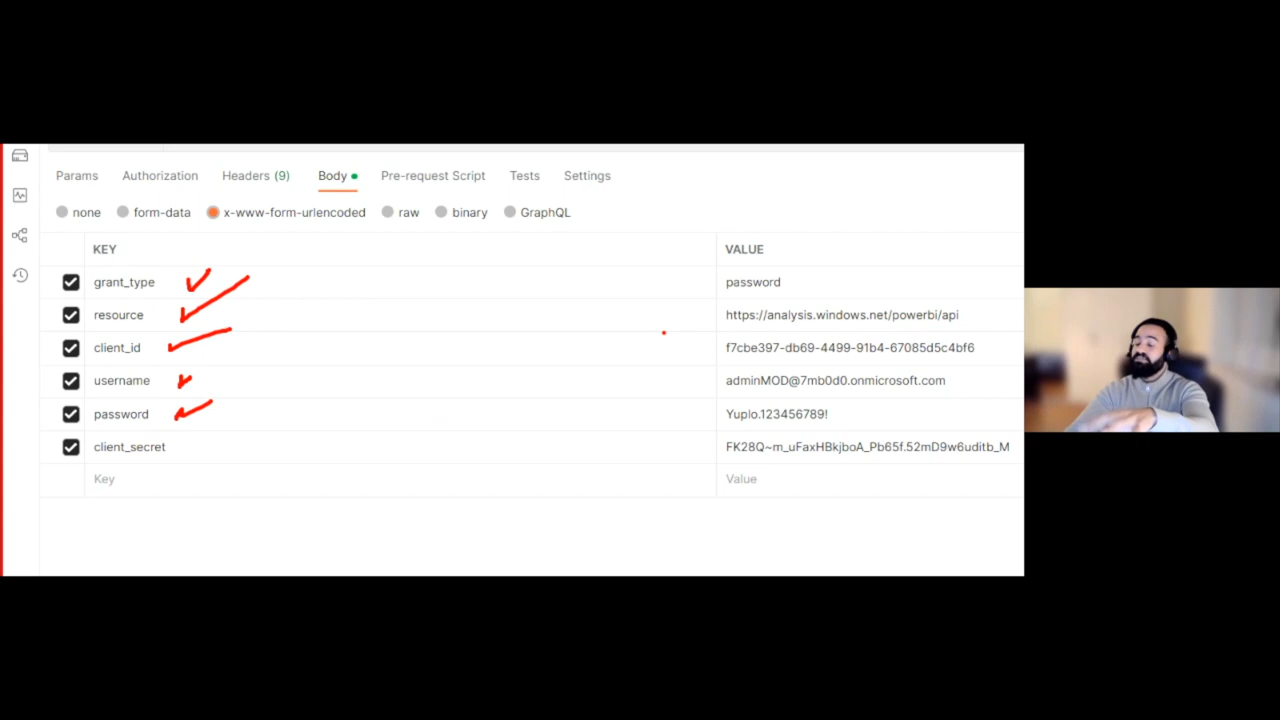 Params Authorization Headers (9) Body Pre-request Script Tests Settings
none form-data x-www-form-urlencoded raw binary GraphQL
KEY VALUE
grant_type password
resource https://analysis.windows.net/powerbi/api
client_id f7cbe397-db69-4499-91b4-67085d5c4bf6
username adminMOD@7mb0d0.onmicrosoft.com
password Yuplo.123456789!
client_secret FK28Q~m_uFaxHBkjboA_Pb65f.52mD9w6uditb_M
Key Value